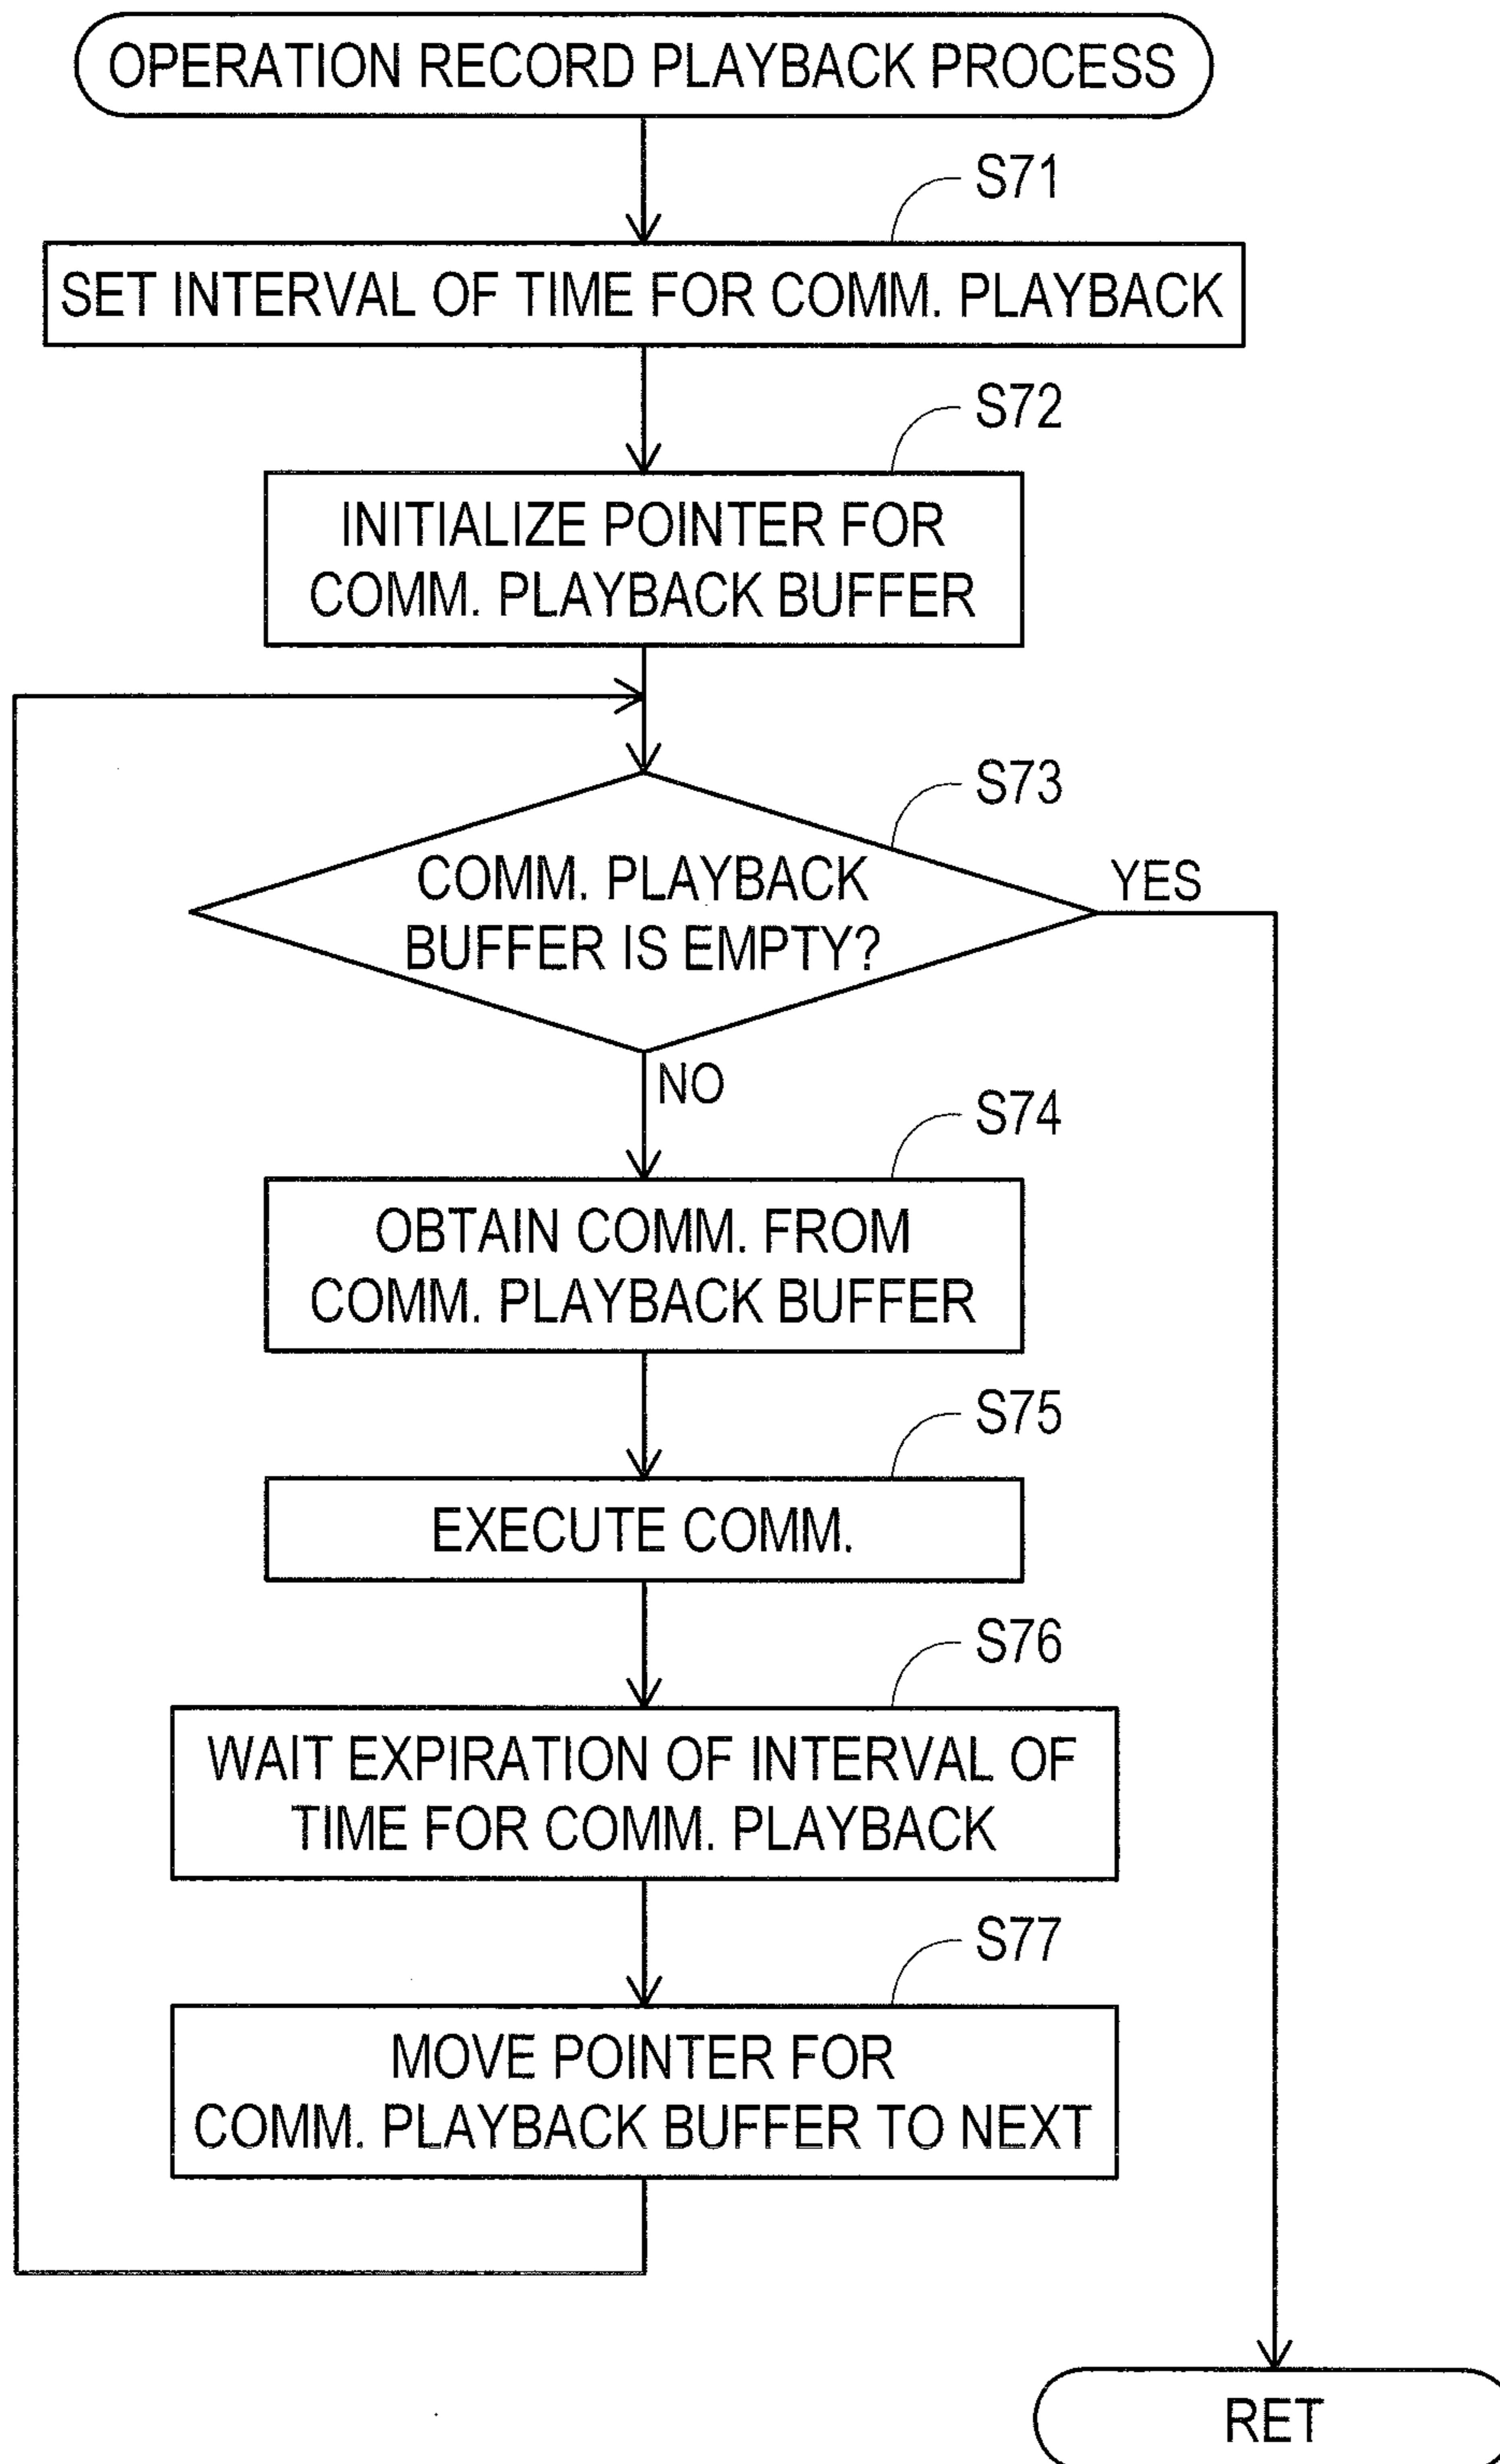 OPERATION RECORD PLAYBACK PROCESS
S71
SET INTERVAL OF TIME FOR COMM. PLAYBACK
S72
INITIALIZE POINTER FOR
COMM. PLAYBACK BUFFER
S73
COMM. PLAYBACK
BUFFER IS EMPTY?
YES
NO
S74
OBTAIN COMM. FROM
COMM. PLAYBACK BUFFER
S75
EXECUTE COMM.
S76
WAIT EXPIRATION OF INTERVAL OF
TIME FOR COMM. PLAYBACK
S77
MOVE POINTER FOR
COMM. PLAYBACK BUFFER TO NEXT
RET